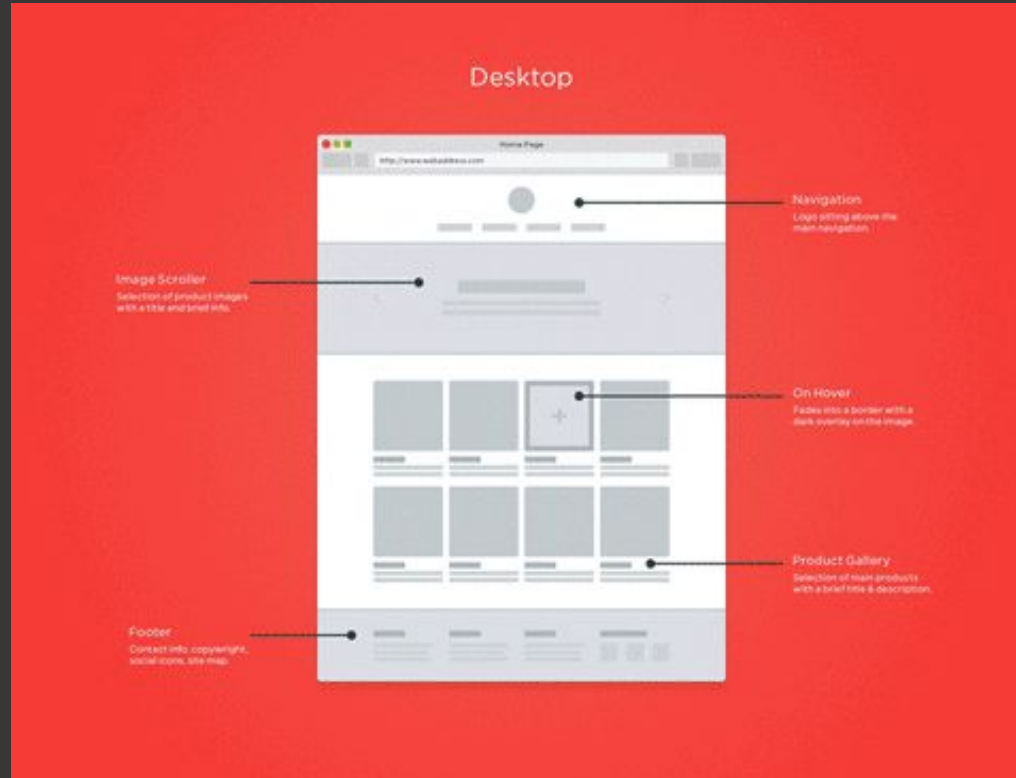 Desktop
Home Page
http://www.webaddress.com
Navigation
Logo sitting above the
main navigation.
Image Scroller
Selection of product images
with a title and brief info.
On Hover
Fades into a border with a
dark overlay on the image.
Product Gallery
Selection of main products
with a brief title & description.
Footer
Contact info, copywright,
social icons, site map.